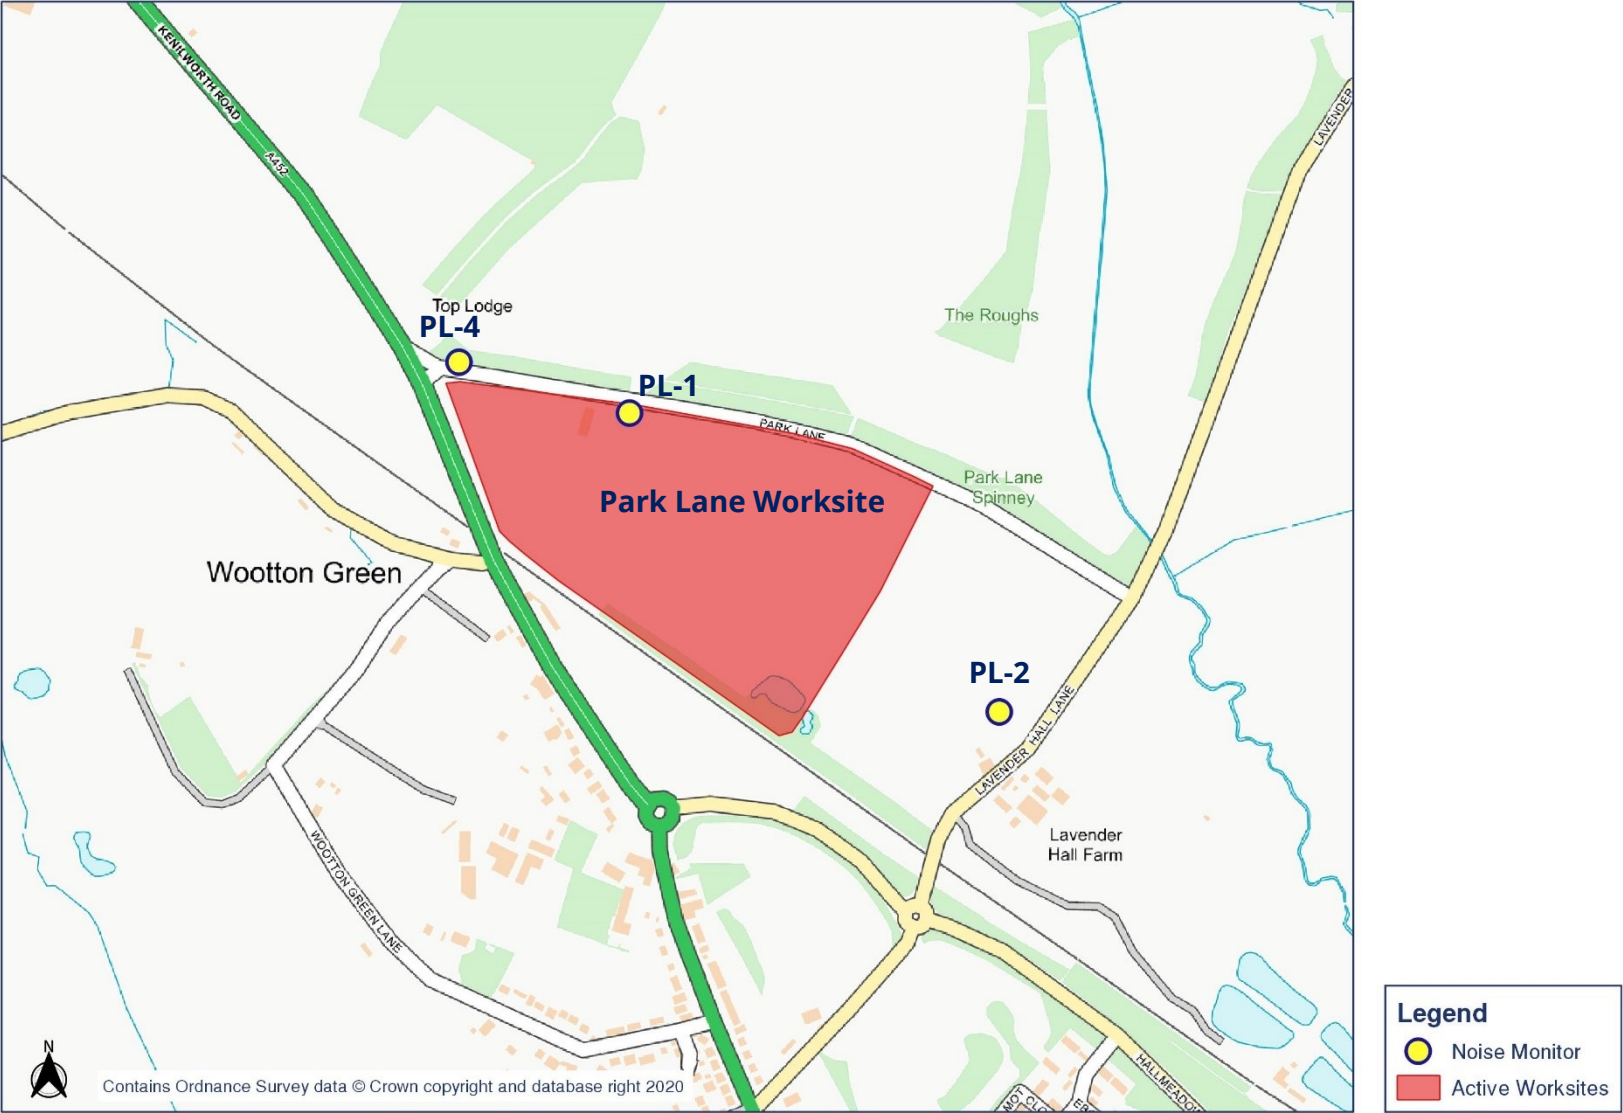 KENILWORTH ROAD
A452
LAVENDER
Top Lodge
PL-4
The Roughs
PL-1
PARK LANE
Park Lane
Spinney
Park Lane Worksite
Wootton Green
PL-2
LAVENDER HALL LANE
Lavender
Hall Farm
WOOTTON GREEN LANE
Legend
Noise Monitor
Active Worksites
N
Contains Ordnance Survey data © Crown copyright and database right 2020
HALLMEADOW